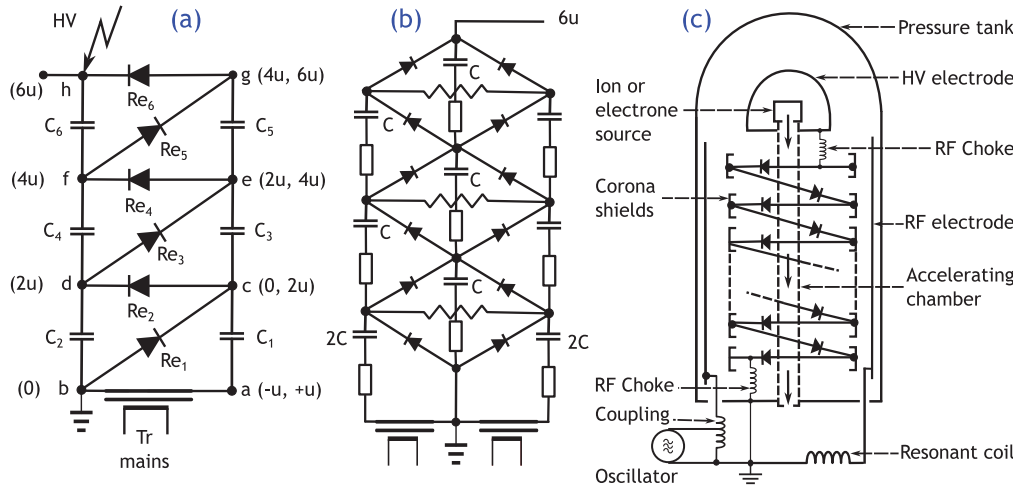 (a)
HV
(6u)
h
Re₆
g (4u, 6u)
C₆
C₅
Re₅
(4u)
f
Re₄
e (2u, 4u)
C₄
C₃
Re₃
(2u)
d
Re₂
c (0, 2u)
C₂
C₁
Re₁
(0)
b
a (-u, +u)
Tr
mains
(b)
6u
C
C
C
C
C
2C
2C
(c)
Pressure tank
HV electrode
Ion or
electrone
source
RF Choke
Corona
shields
RF electrode
Accelerating
chamber
RF Choke
Coupling
Oscillator
Resonant coil